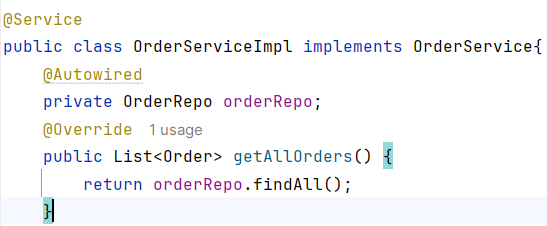 @Service
public class OrderServiceImpl implements OrderService{
    @Autowired
    private OrderRepo orderRepo;
    @Override  1 usage
    public List<Order> getAllOrders() {
        return orderRepo.findAll();
    }